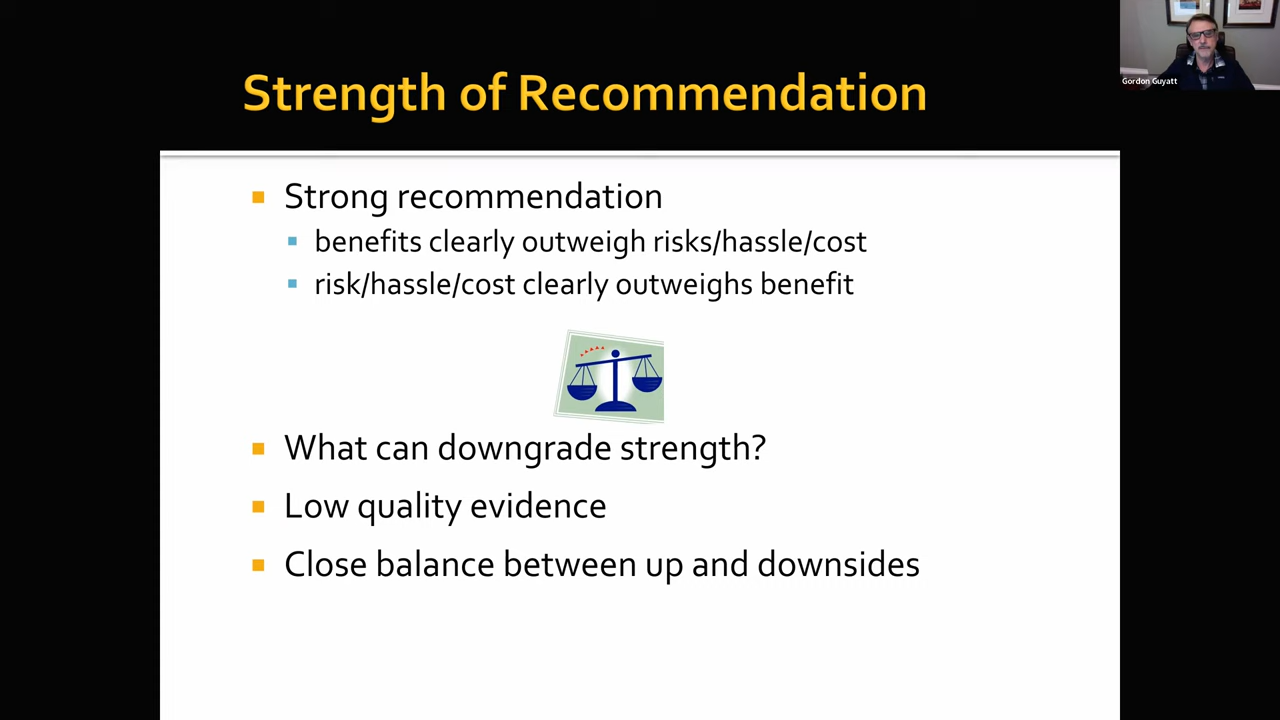 Strength of Recommendation
Gordon Guyatt
Strong recommendation
benefits clearly outweigh risks/hassle/cost
risk/hassle/cost clearly outweighs benefit
What can downgrade strength?
Low quality evidence
Close balance between up and downsides